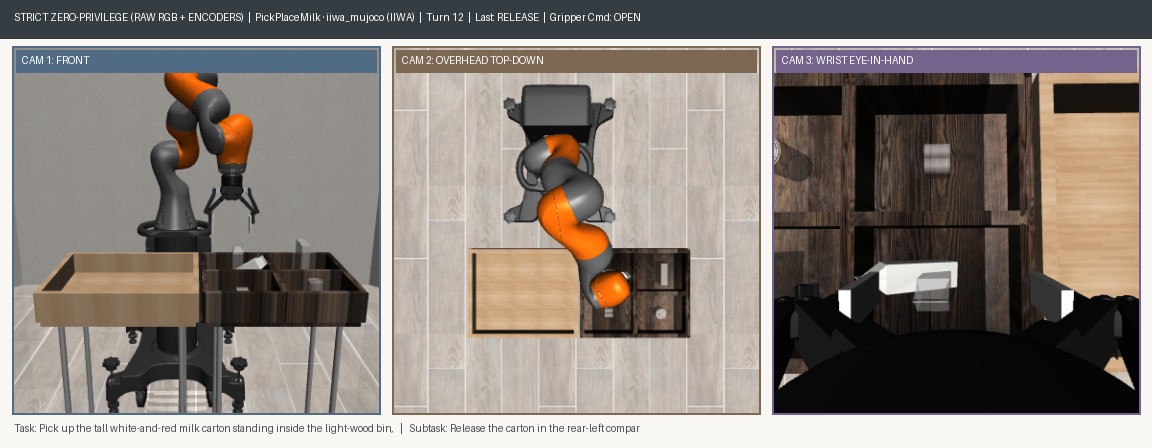 STRICT ZERO-PRIVILEGE (RAW RGB + ENCODERS) | PickPlaceMilk · iiwa_mujoco (IIWA) | Turn 12 | Last: RELEASE | Gripper Cmd: OPEN
CAM 1: FRONT
CAM 2: OVERHEAD TOP-DOWN
CAM 3: WRIST EYE-IN-HAND
Task: Pick up the tall white-and-red milk carton standing inside the light-wood bin, | Subtask: Release the carton in the rear-left compar